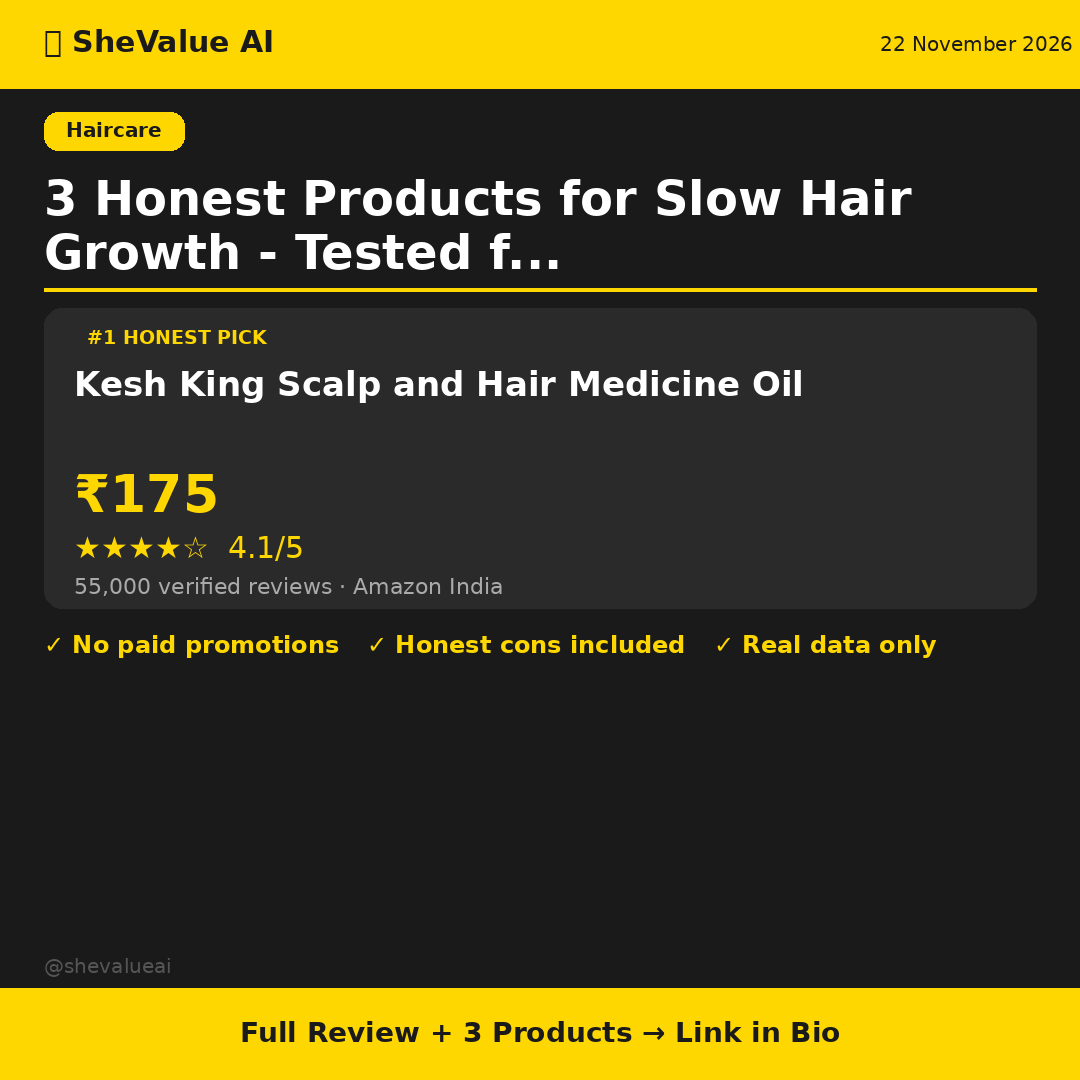 SheValue AI
22 November 2026
Haircare
3 Honest Products for Slow Hair
Growth - Tested f...
#1 HONEST PICK
Kesh King Scalp and Hair Medicine Oil
₹175
★★★★☆ 4.1/5
55,000 verified reviews · Amazon India
✓ No paid promotions ✓ Honest cons included ✓ Real data only
@shevalueai
Full Review + 3 Products → Link in Bio